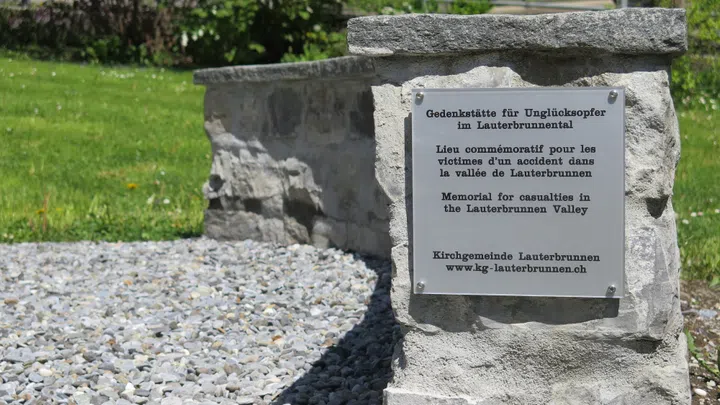 Gedenkstätte für Unglücksopfer
im Lauterbrunnental
Lieu commémoratif pour les
victimes d'un accident dans
la vallée de Lauterbrunnen
Memorial for casualties in
the Lauterbrunnen Valley
Kirchgemeinde Lauterbrunnen
www.kg-lauterbrunnen.ch